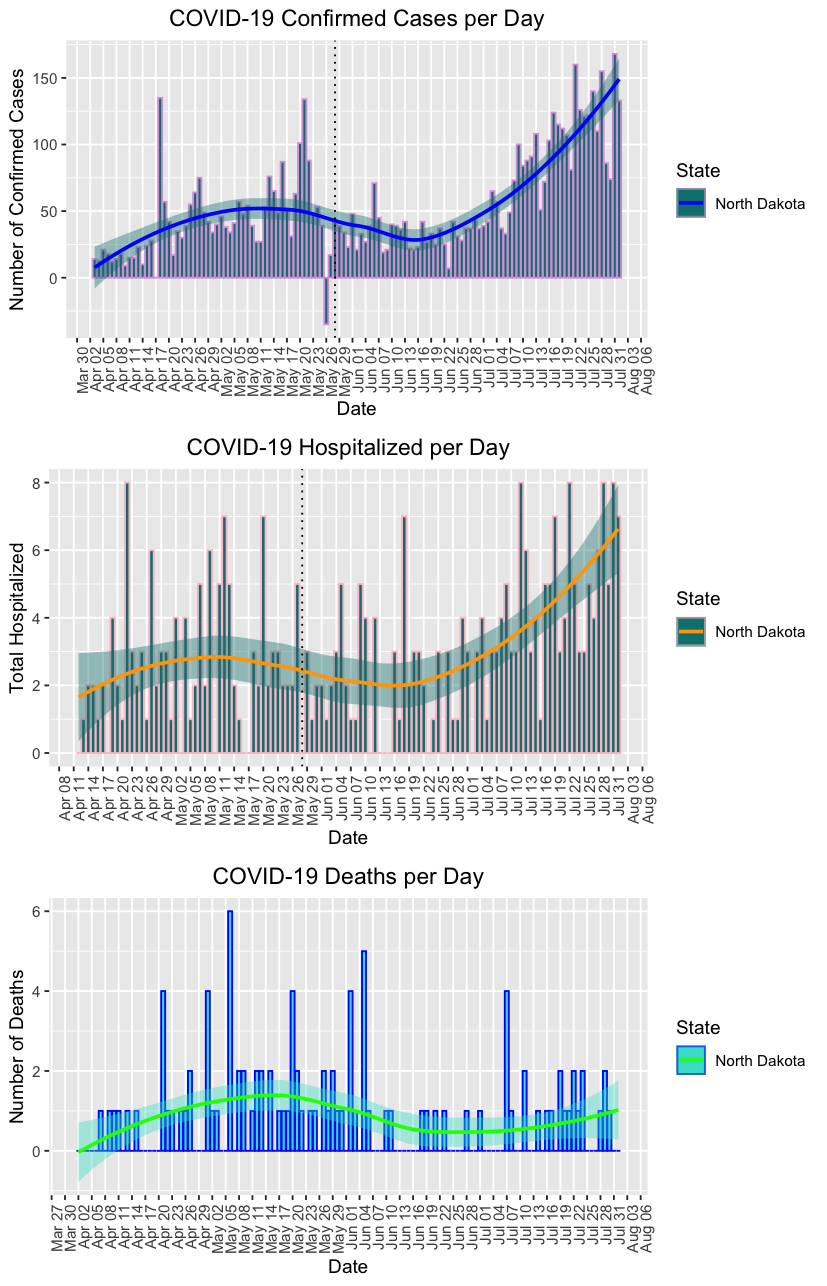 COVID-19 Confirmed Cases per Day
Number of Confirmed Cases
150
100
50
0
Mar 30
Apr 02
Apr 05
Apr 08
Apr 11
Apr 14
Apr 17
Apr 20
Apr 23
Apr 26
Apr 29
May 02
May 05
May 08
May 11
May 14
May 17
May 20
May 23
May 26
May 29
Jun 01
Jun 04
Jun 07
Jun 10
Jun 13
Jun 16
Jun 19
Jun 22
Jun 25
Jun 28
Jul 01
Jul 04
Jul 07
Jul 10
Jul 13
Jul 16
Jul 19
Jul 22
Jul 25
Jul 28
Jul 31
Aug 03
Aug 06
Date
State
North Dakota
COVID-19 Hospitalized per Day
Total Hospitalized
8
6
4
2
0
Apr 08
Apr 11
Apr 14
Apr 17
Apr 20
Apr 23
Apr 26
Apr 29
May 02
May 05
May 08
May 11
May 14
May 17
May 20
May 23
May 26
May 29
Jun 01
Jun 04
Jun 07
Jun 10
Jun 13
Jun 16
Jun 19
Jun 22
Jun 25
Jun 28
Jul 01
Jul 04
Jul 07
Jul 10
Jul 13
Jul 16
Jul 19
Jul 22
Jul 25
Jul 28
Jul 31
Aug 03
Aug 06
Date
State
North Dakota
COVID-19 Deaths per Day
Number of Deaths
6
4
2
0
Mar 27
Mar 30
Apr 02
Apr 05
Apr 08
Apr 11
Apr 14
Apr 17
Apr 20
Apr 23
Apr 26
Apr 29
May 02
May 05
May 08
May 11
May 14
May 17
May 20
May 23
May 26
May 29
Jun 01
Jun 04
Jun 07
Jun 10
Jun 13
Jun 16
Jun 19
Jun 22
Jun 25
Jun 28
Jul 01
Jul 04
Jul 07
Jul 10
Jul 13
Jul 16
Jul 19
Jul 22
Jul 25
Jul 28
Jul 31
Aug 03
Aug 06
Date
State
North Dakota